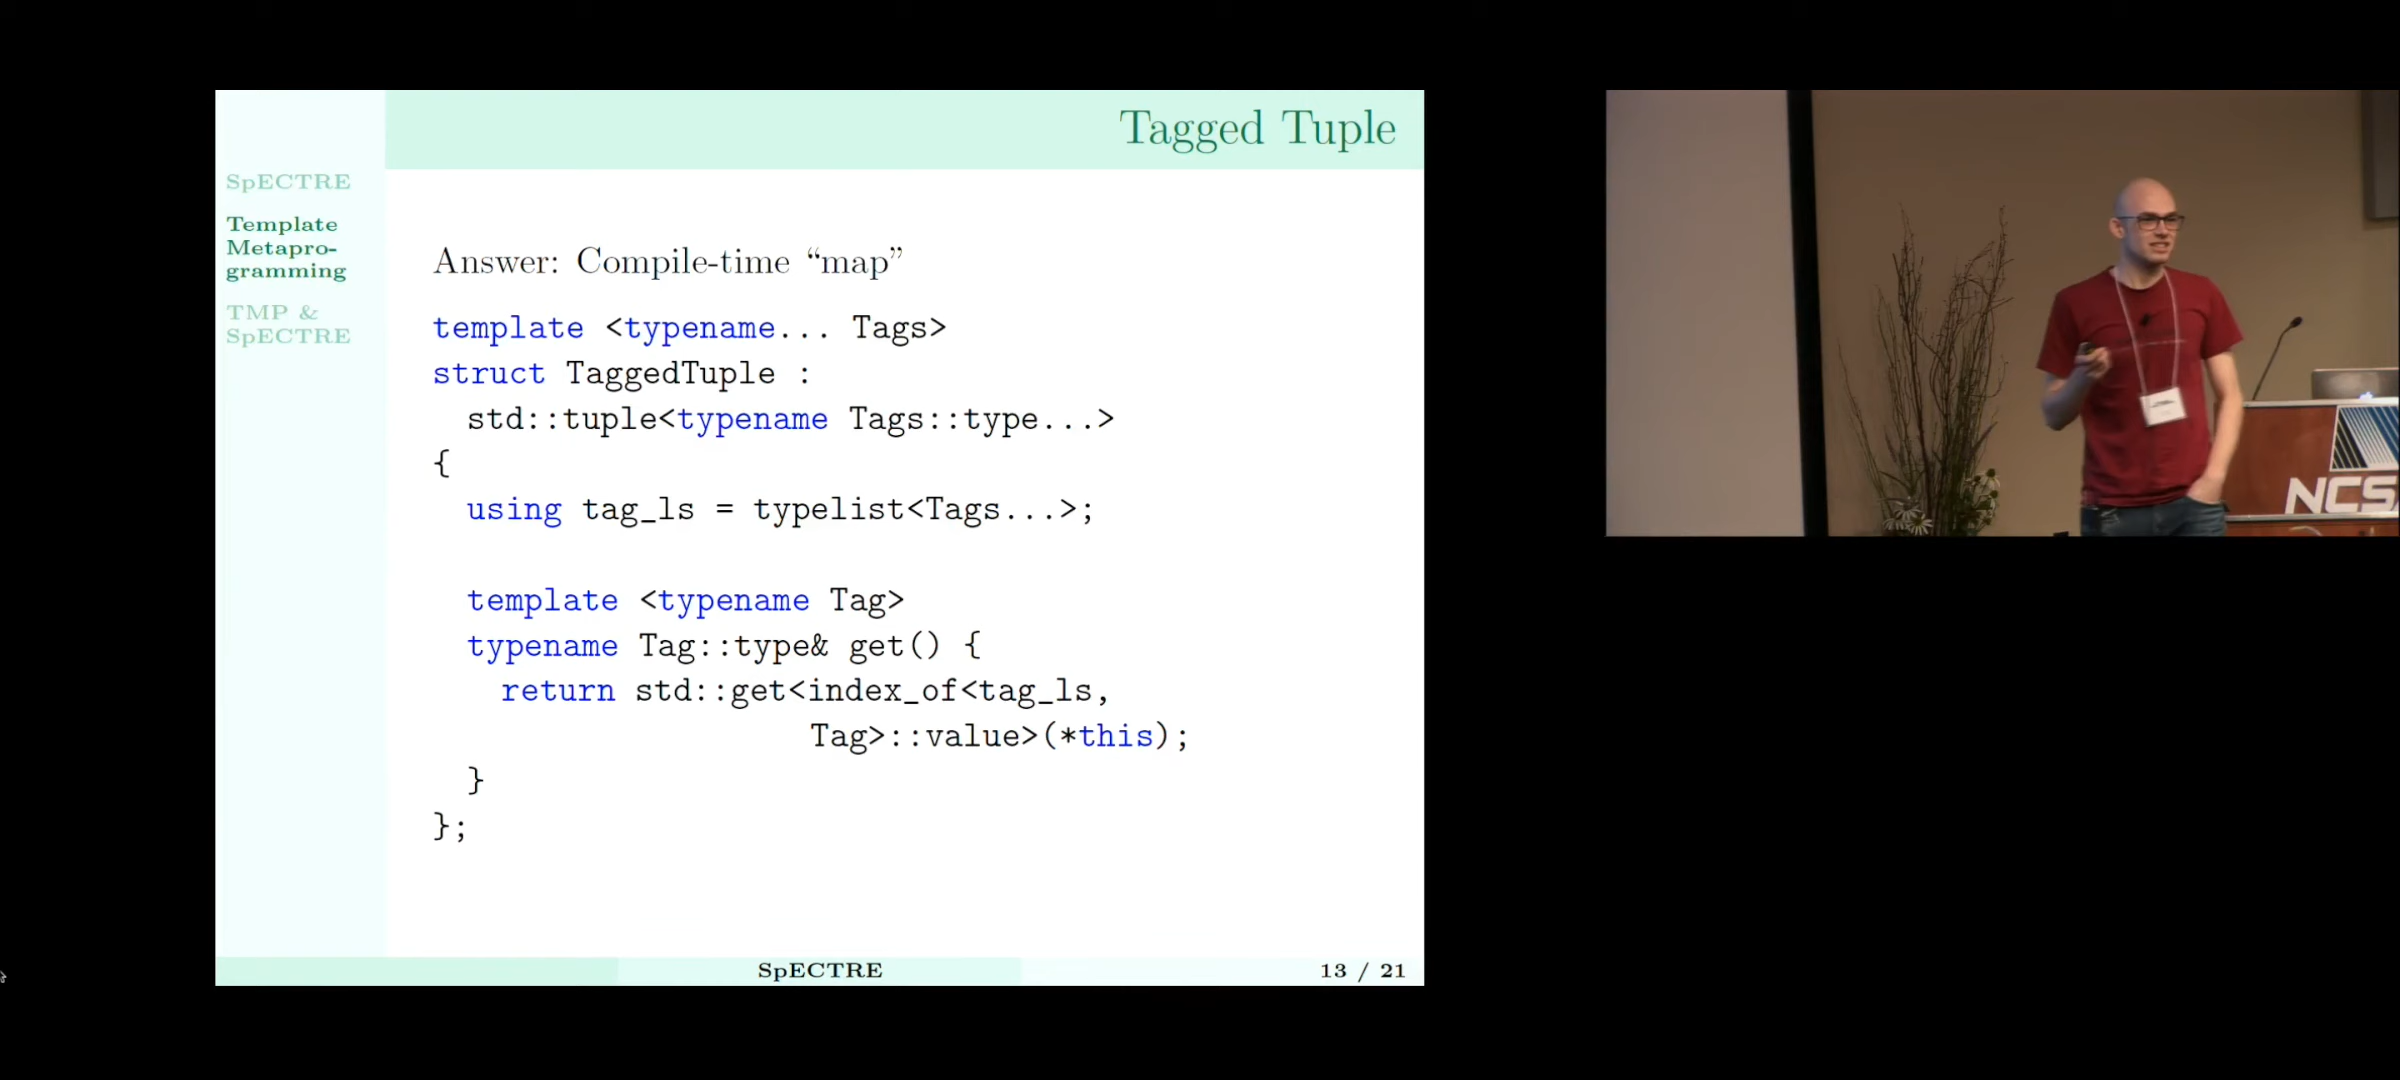 Tagged Tuple
SpECTRE
Template
Metapro-
gramming
TMP &
SpECTRE
Answer: Compile-time “map”
template <typename... Tags>
struct TaggedTuple :
  std::tuple<typename Tags::type...>
{
  using tag_ls = typelist<Tags...>;
  template <typename Tag>
  typename Tag::type& get() {
    return std::get<index_of<tag_ls,
                      Tag>::value>(*this);
  }
};
SpECTRE
13 / 21